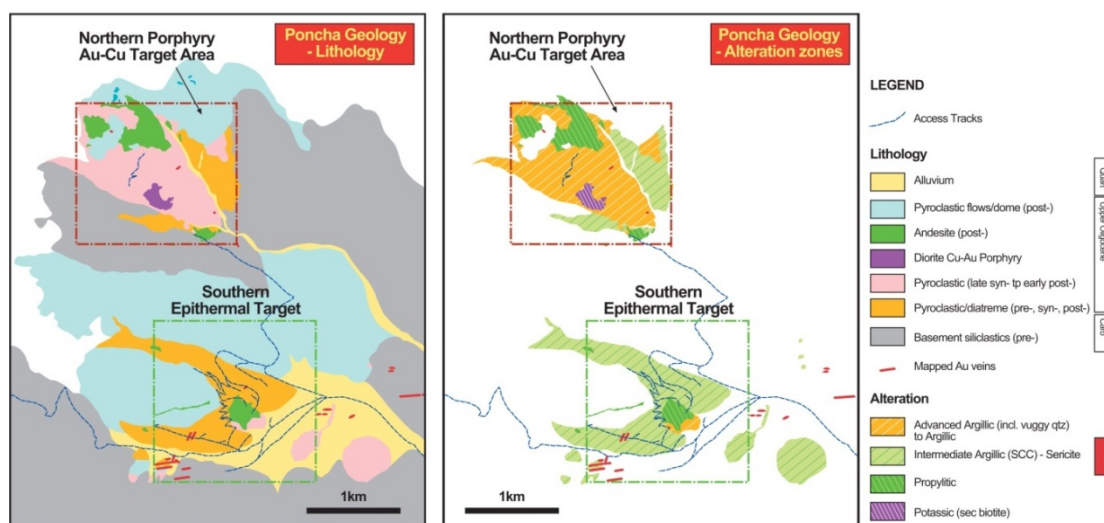 Northern Porphyry
Au-Cu Target Area
Poncha Geology
- Lithology
Southern
Epithermal Target
1km
Northern Porphyry
Au-Cu Target Area
Poncha Geology
- Alteration zones
Southern
Epithermal Target
1km
LEGEND
Access Tracks
Lithology
Alluvium
Pyroclastic flows/dome (post-)
Andesite (post-)
Diorite Cu-Au Porphyry
Pyroclastic (late syn- tp early post-)
Pyroclastic/diatreme (pre-, syn-, post-)
Basement siliclastics (pre-)
Mapped Au veins
Alteration
Advanced Argillic (incl. vuggy qtz)
to Argillic
Intermediate Argillic (SCC) - Sericite
Propylitic
Potassic (sec biotite)
Upper Oligocene